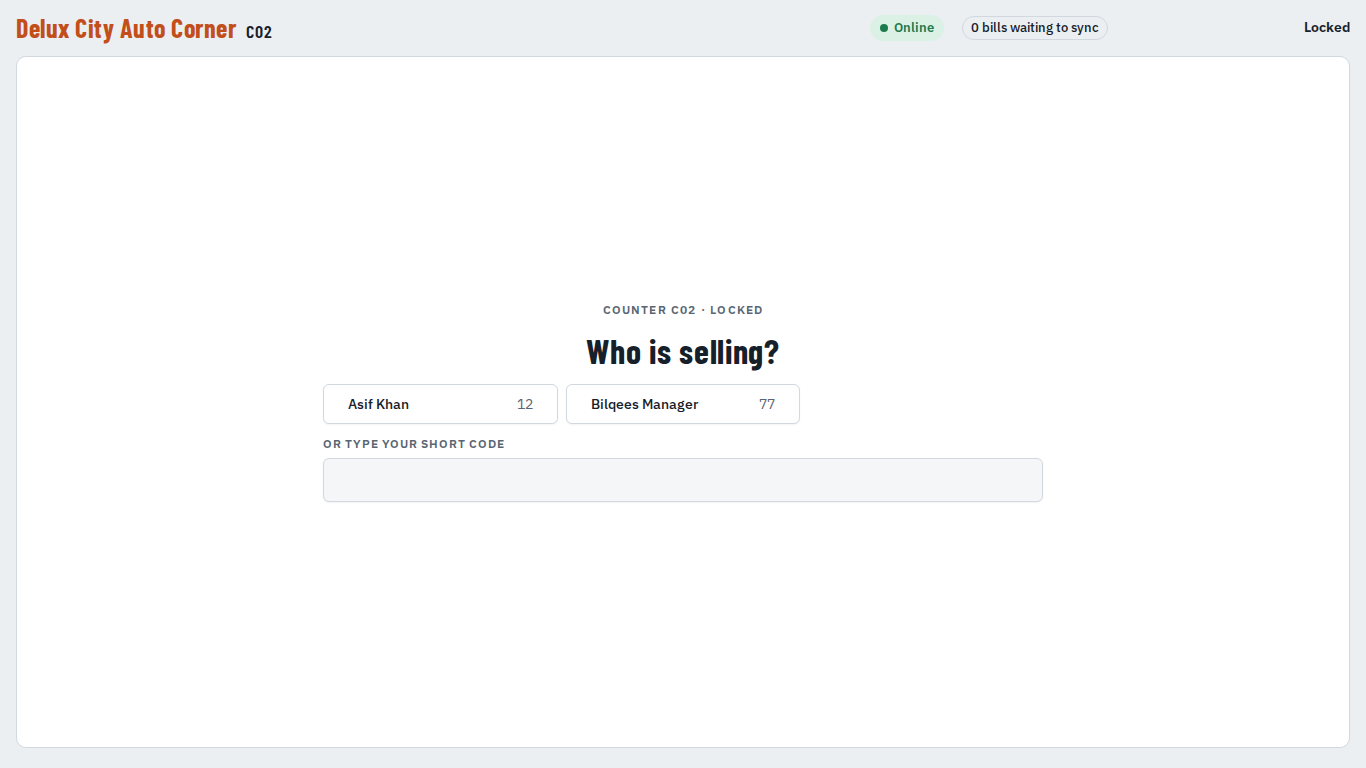 Delux City Auto Corner C02
Online
0 bills waiting to sync
Locked
COUNTER C02 · LOCKED
Who is selling?
Asif Khan 12
Bilqees Manager 77
OR TYPE YOUR SHORT CODE